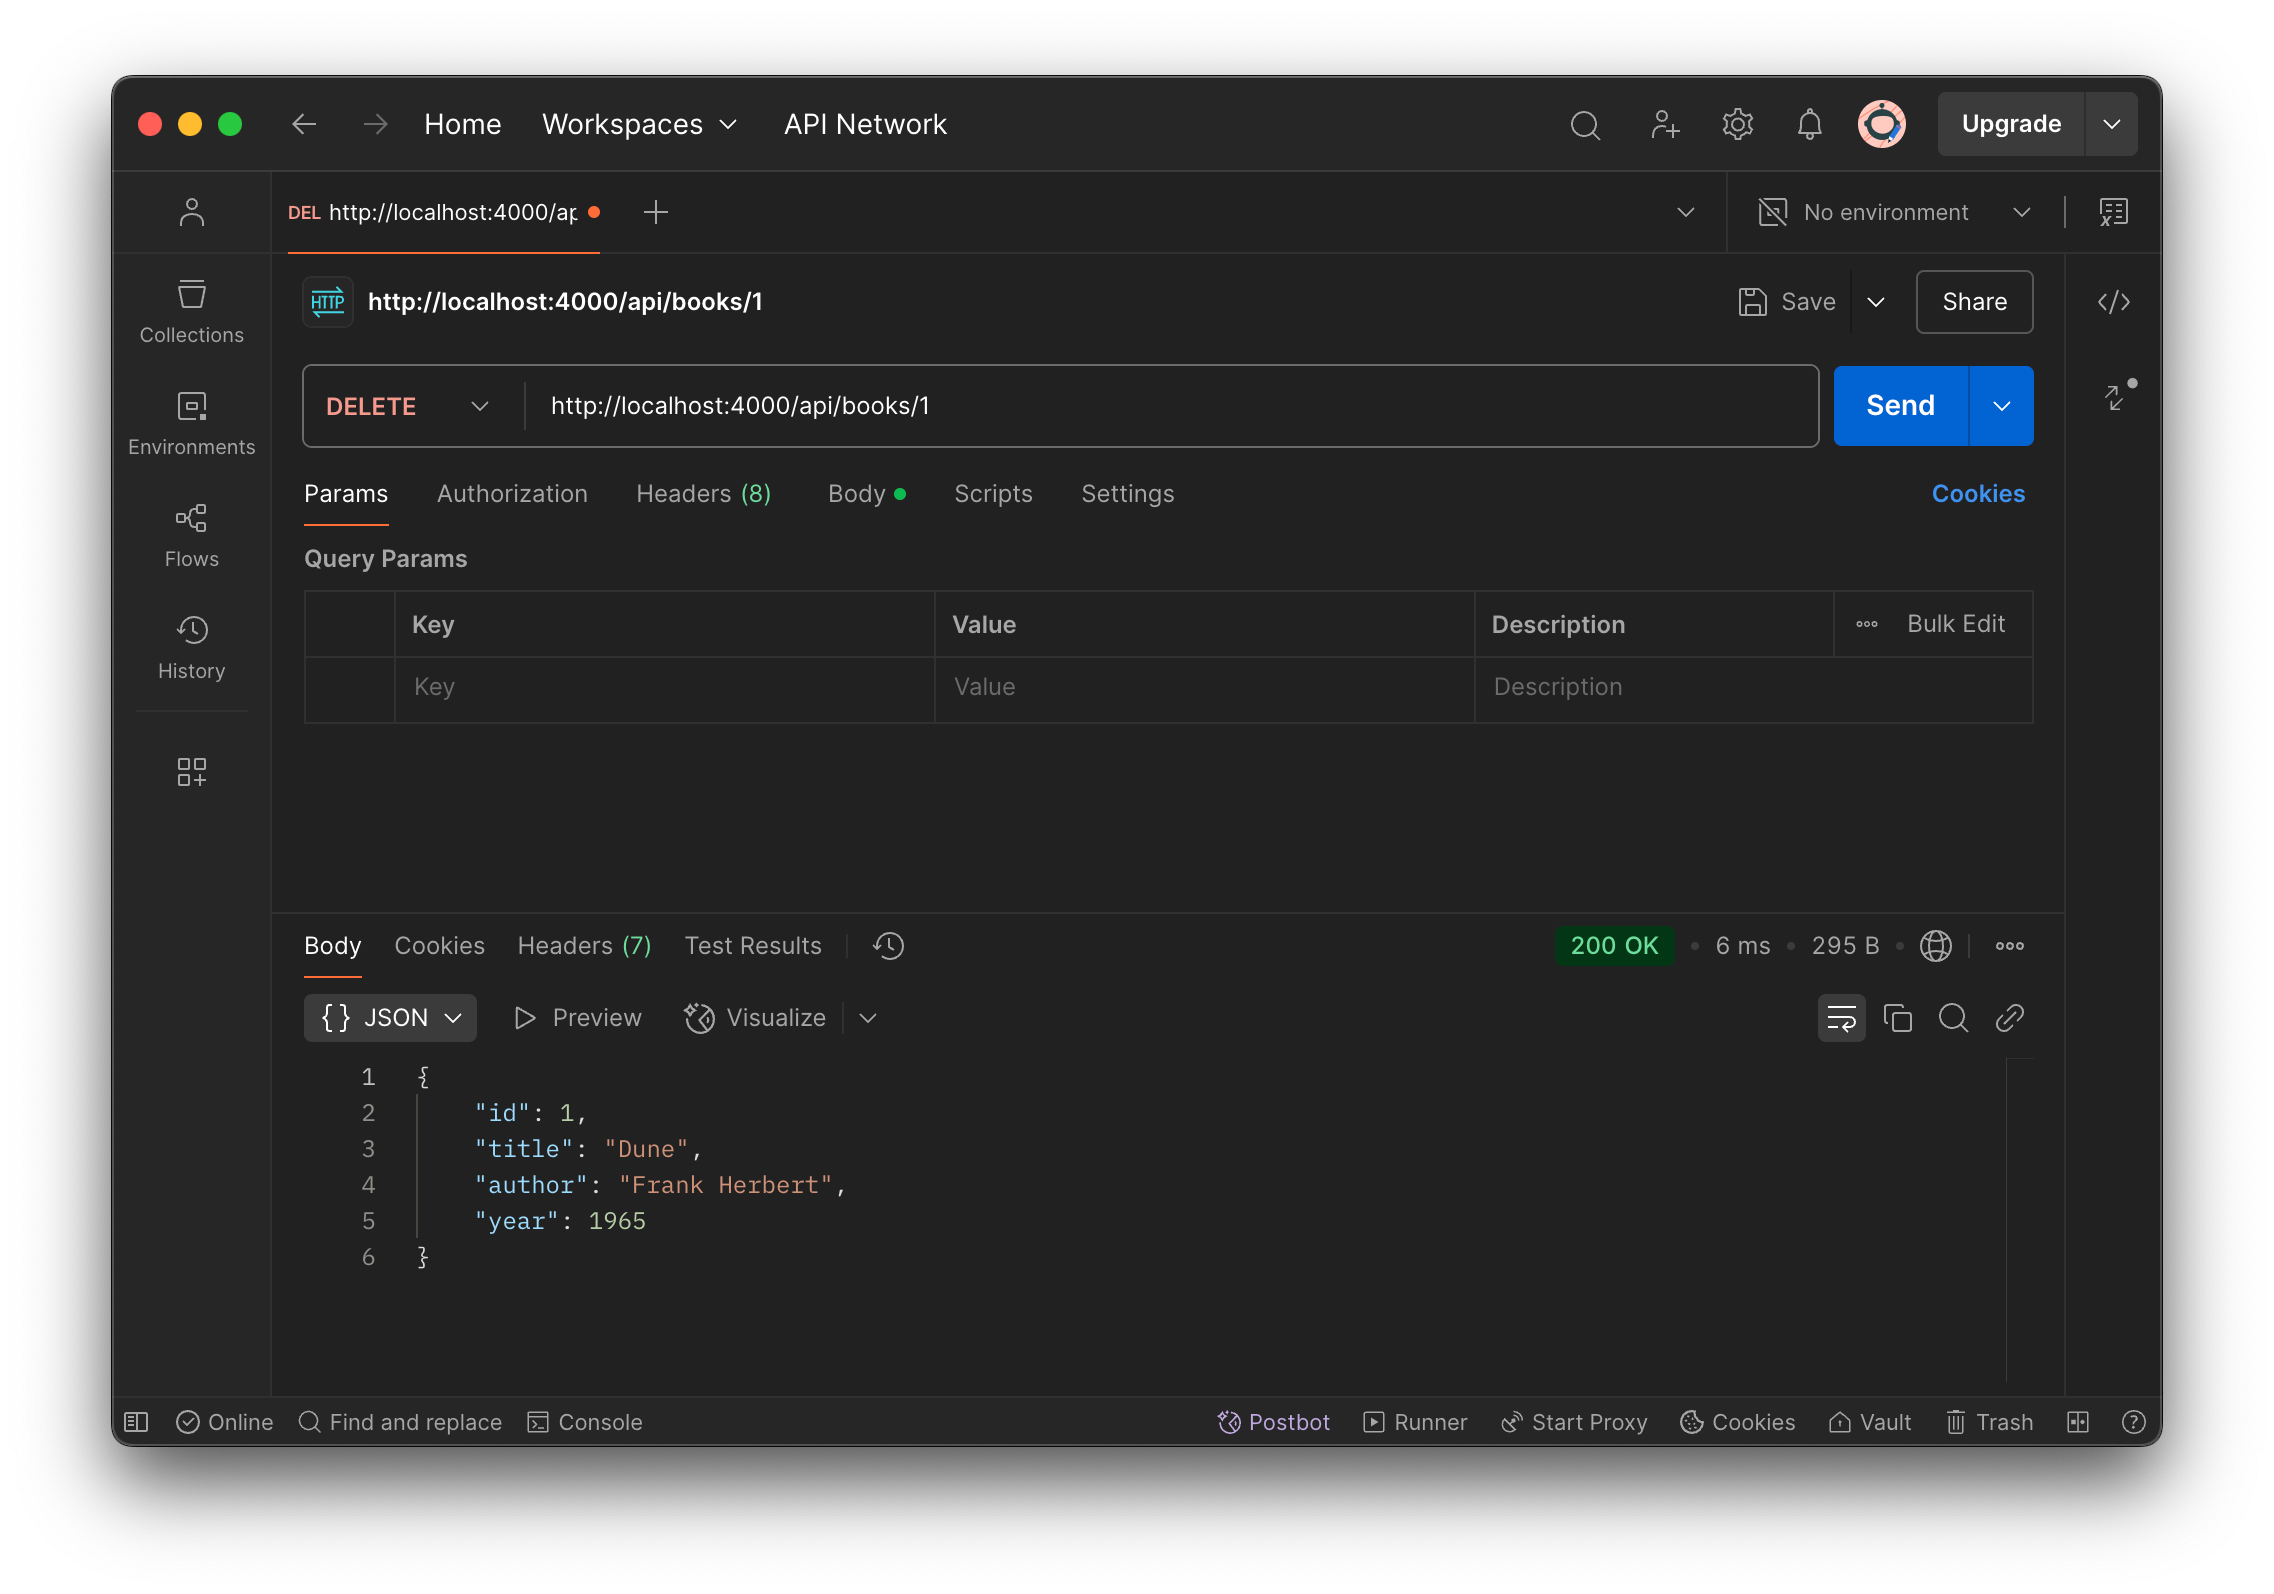 Home Workspaces API Network Upgrade
DEL http://localhost:4000/ap No environment
HTTP http://localhost:4000/api/books/1 Save Share
Collections
DELETE http://localhost:4000/api/books/1 Send
Environments
Params Authorization Headers (8) Body Scripts Settings Cookies
Flows
Query Params
Key Value Description Bulk Edit
History
Key Value Description
Body Cookies Headers (7) Test Results 200 OK 6 ms 295 B
{} JSON Preview Visualize
1 {
2 "id": 1,
3 "title": "Dune",
4 "author": "Frank Herbert",
5 "year": 1965
6 }
Online Find and replace Console Postbot Runner Start Proxy Cookies Vault Trash